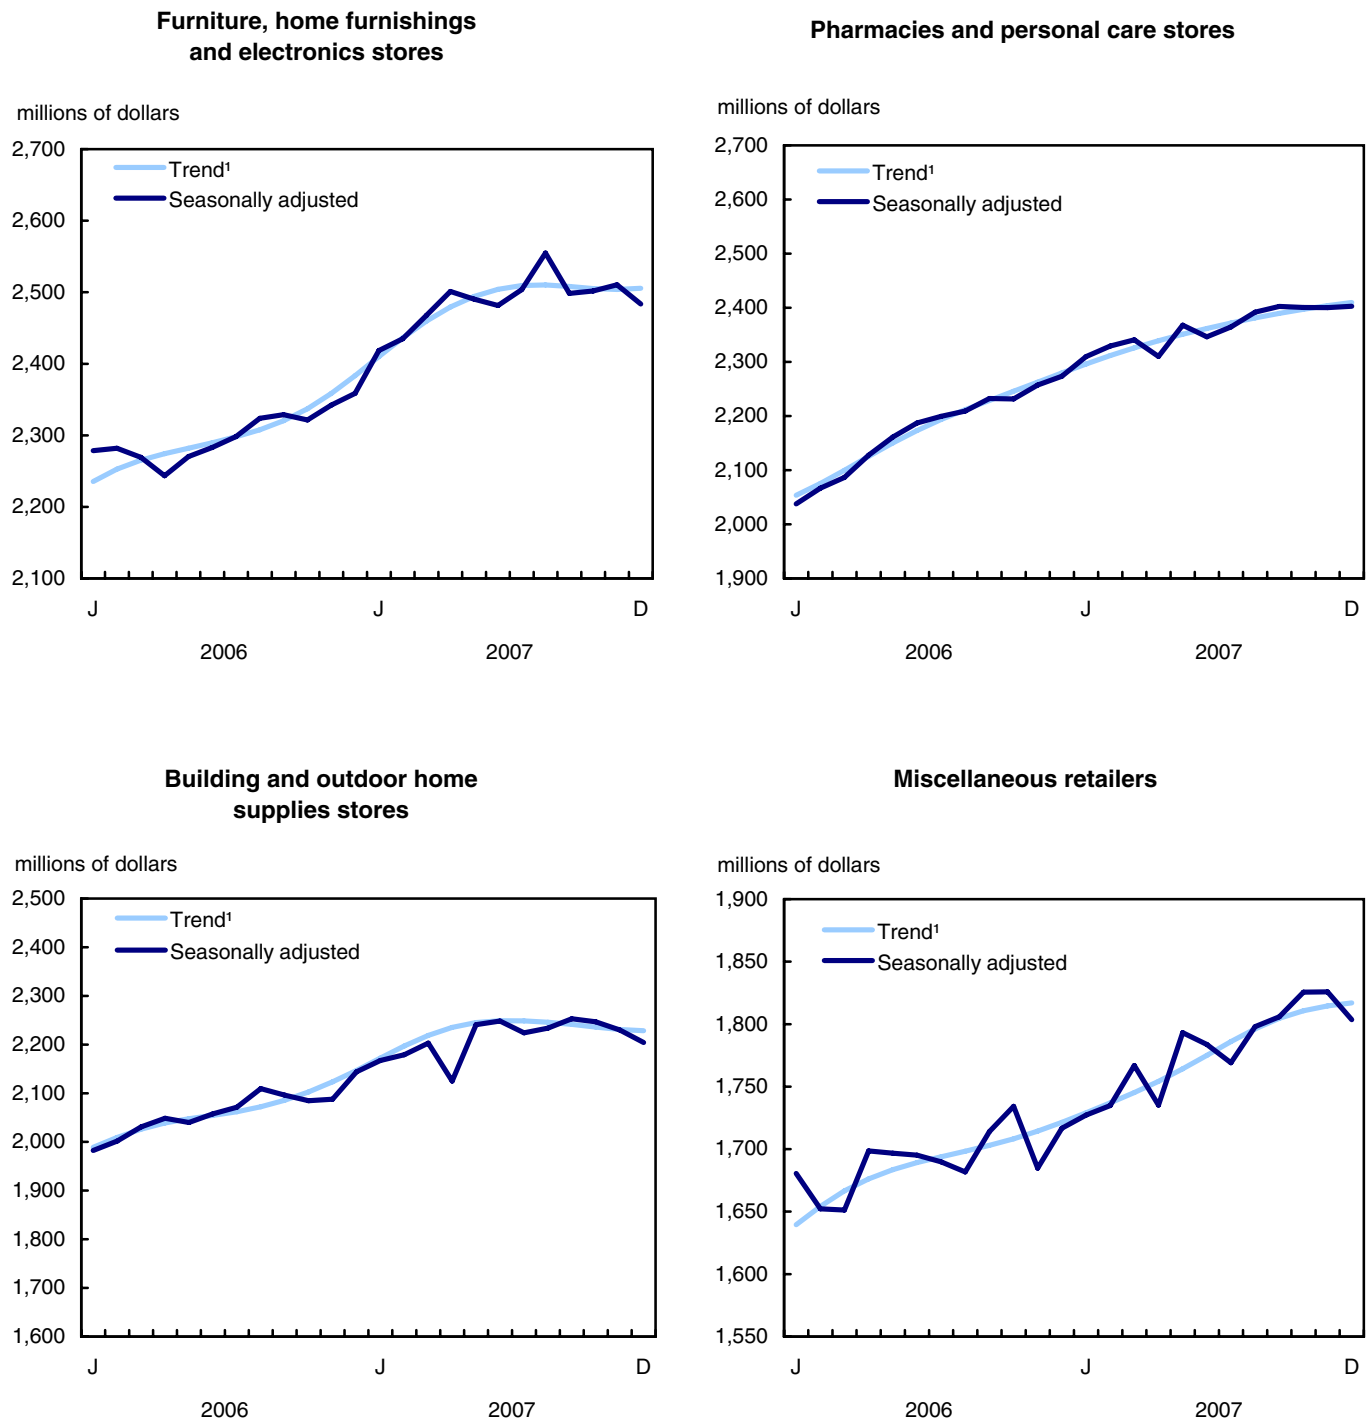 Furniture, home furnishings
and electronics stores
millions of dollars
2,700
2,600
2,500
2,400
2,300
2,200
2,100
Trend¹
Seasonally adjusted
J
J
D
2006
2007
Pharmacies and personal care stores
millions of dollars
2,700
2,600
2,500
2,400
2,300
2,200
2,100
2,000
1,900
Trend¹
Seasonally adjusted
J
J
D
2006
2007
Building and outdoor home
supplies stores
millions of dollars
2,500
2,400
2,300
2,200
2,100
2,000
1,900
1,800
1,700
1,600
Trend¹
Seasonally adjusted
J
J
D
2006
2007
Miscellaneous retailers
millions of dollars
1,900
1,850
1,800
1,750
1,700
1,650
1,600
1,550
Trend¹
Seasonally adjusted
J
J
D
2006
2007